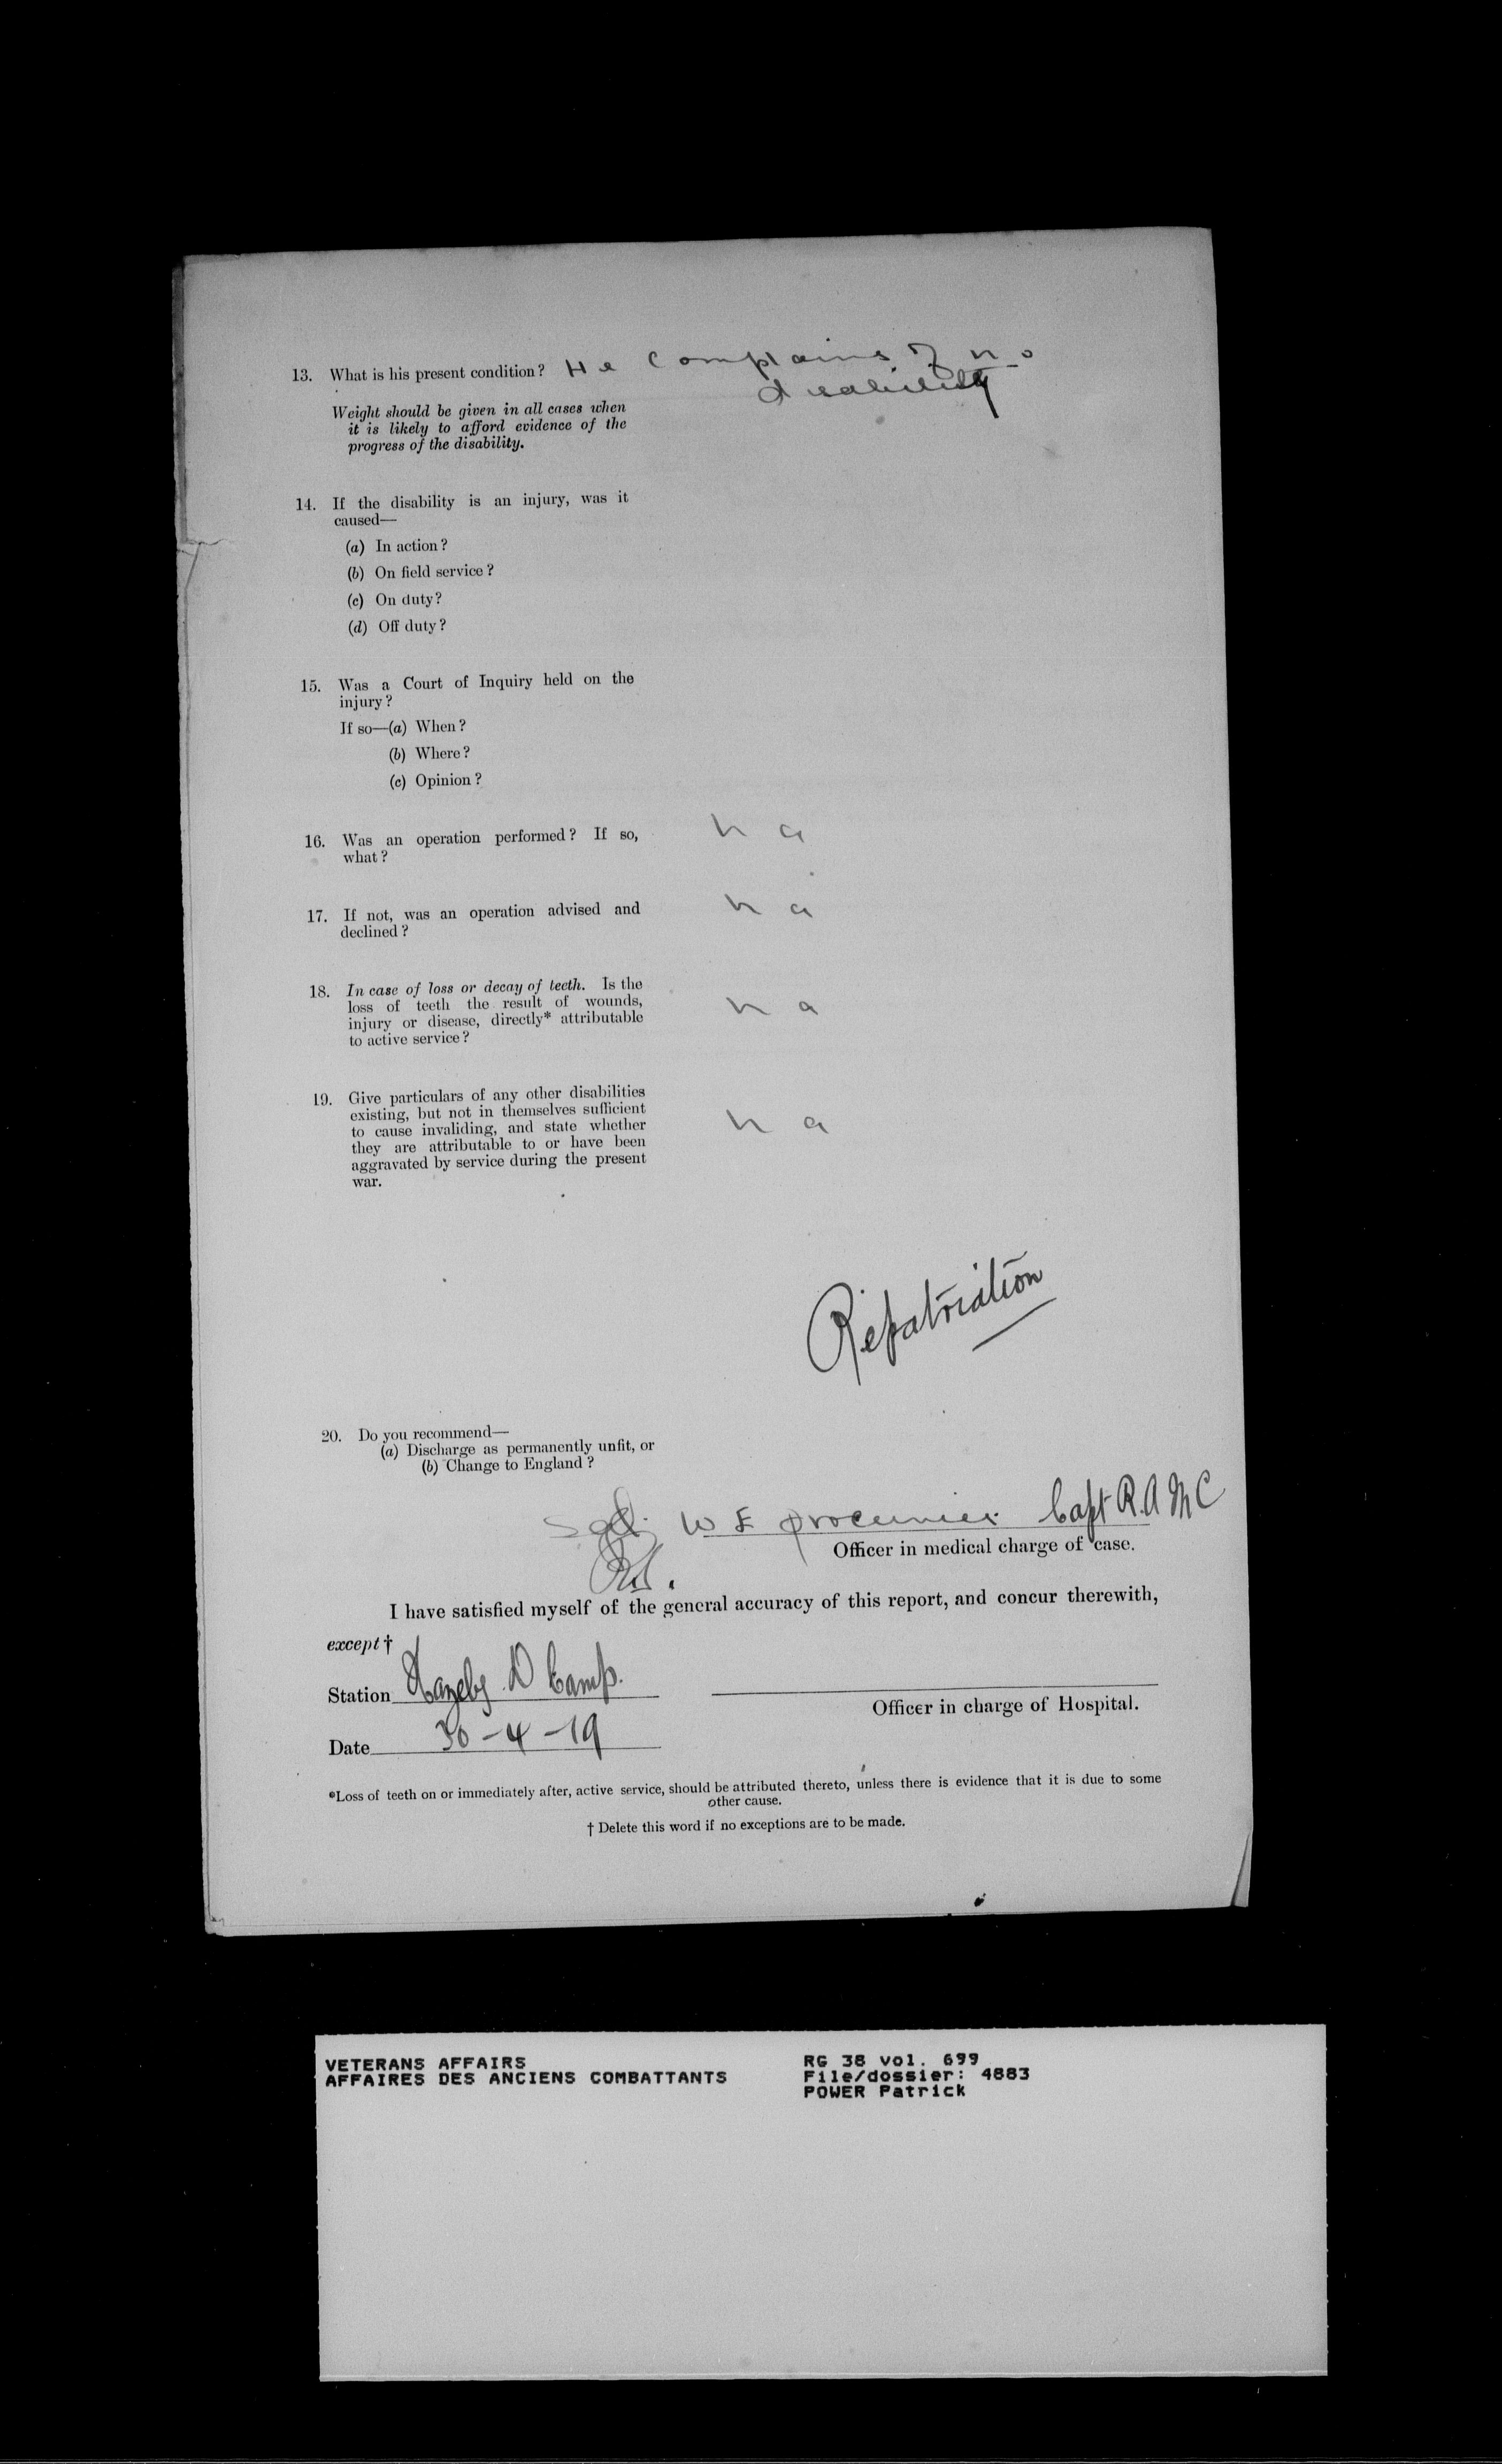 13. What is his present condition? He Complains of no
disability
Weight should be given in all cases when
it is likely to afford evidence of the
progress of the disability.
14. If the disability is an injury, was it
caused—
(a) In action?
(b) On field service?
(c) On duty?
(d) Off duty?
15. Was a Court of Inquiry held on the
injury?
If so—(a) When?
(b) Where?
(c) Opinion?
16. Was an operation performed? If so, n a
what?
17. If not, was an operation advised and n a
declined?
18. In case of loss or decay of teeth. Is the
loss of teeth the result of wounds, n a
injury or disease, directly* attributable
to active service?
19. Give particulars of any other disabilities
existing, but not in themselves sufficient
to cause invaliding, and state whether n a
they are attributable to or have been
aggravated by service during the present
war.
Repatriation
20. Do you recommend—
(a) Discharge as permanently unfit, or
(b) Change to England?
Sgd. W E Capt R.A.M.C
Officer in medical charge of case.
I have satisfied myself of the general accuracy of this report, and concur therewith,
except †
Station Hazeley D Camp.
Officer in charge of Hospital.
Date 30-4-19
*Loss of teeth on or immediately after, active service, should be attributed thereto, unless there is evidence that it is due to some
other cause.
† Delete this word if no exceptions are to be made.
VETERANS AFFAIRS RG 38 vol. 699
AFFAIRES DES ANCIENS COMBATTANTS File/dossier: 4883
POWER Patrick